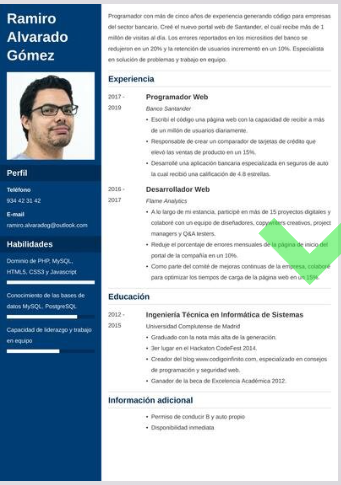 Ramiro
Alvarado
Gómez
Perfil
Teléfono
934 42 31 42
E-mail
ramiro.alvaradog@outlook.com
Habilidades
Dominio de PHP, MySQL,
HTML5, CSS3 y Javascript
Conocimiento de las bases de
datos MySQL, PostgreSQL
Capacidad de liderazgo y trabajo
en equipo
Programador con más de cinco años de experiencia generando código para empresas
del sector bancario. Creé el nuevo portal web de Santander, el cual recibe más de 1
millón de visitas al día. Los errores reportados en los micrositios del banco se
redujeron en un 20% y la retención de usuarios incrementó en un 10%. Especialista
en solución de problemas y trabajo en equipo.
Experiencia
2017 -
2019
Programador Web
Banco Santander
• Escribí el código una página web con la capacidad de recibir a más
de un millón de usuarios diariamente.
• Responsable de crear un comparador de tarjetas de crédito que
elevó las ventas de producto en un 15%.
• Desarrollé una aplicación bancaria especializada en seguros de auto
la cual recibió una calificación de 4.8 estrellas.
2016 -
2017
Desarrollador Web
Flame Analytics
• A lo largo de mi estancia, participé en más de 15 proyectos digitales y
colaboré con un equipo de diseñadores, copywriters creativos, project
managers y Q&A testers.
• Reduje el porcentaje de errores mensuales de la página de inicio del
portal de la compañía en un 10%.
• Como parte del comité de mejoras continuas de la empresa, colaboré
para optimizar los tiempos de carga de la página web en un 15%.
Educación
2012 -
2015
Ingeniería Técnica en Informática de Sistemas
Universidad Complutense de Madrid
• Graduado con la nota más alta de la generación.
• 3er lugar en el Hackaton CodeFest 2014.
• Creador del blog www.codigoinfinito.com, especializado en consejos
de programación y seguridad web.
• Ganador de la beca de Excelencia Académica 2012.
Información adicional
• Permiso de conducir B y auto propio
• Disponibilidad inmediata